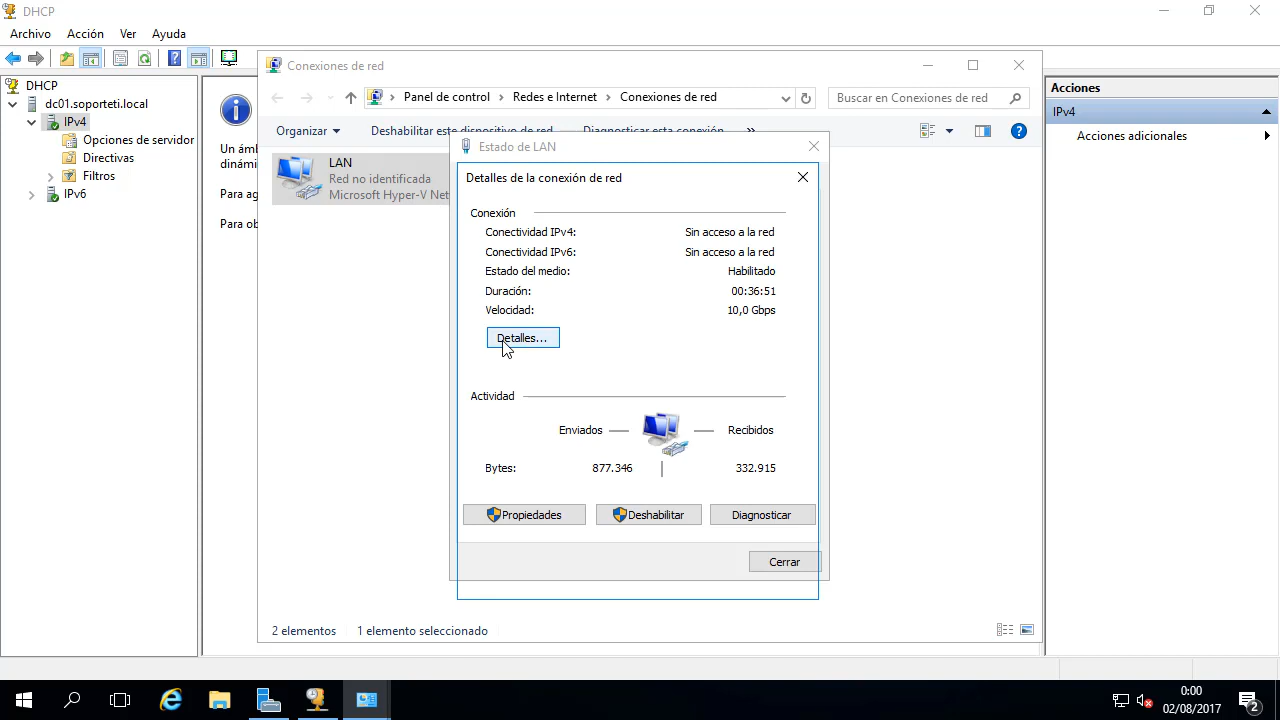 DHCP
Archivo Acción Ver Ayuda
DHCP
dc01.soporteti.local
IPv4
Opciones de servidor
Directivas
Filtros
IPv6
Un ám
dinámi
Para ag
Para ob
Conexiones de red
Panel de control Redes e Internet Conexiones de red
Buscar en Conexiones de red
Organizar Deshabilitar este dispositivo de red Diagnosticar esta conexión »
LAN
Red no identificada
Microsoft Hyper-V Net
Estado de LAN
Detalles de la conexión de red
Conexión
Conectividad IPv4: Sin acceso a la red
Conectividad IPv6: Sin acceso a la red
Estado del medio: Habilitado
Duración: 00:36:51
Velocidad: 10,0 Gbps
Detalles...
Actividad
Enviados Recibidos
Bytes: 877.346 332.915
Propiedades Deshabilitar Diagnosticar
Cerrar
2 elementos 1 elemento seleccionado
Acciones
IPv4
Acciones adicionales
0:00
02/08/2017
2